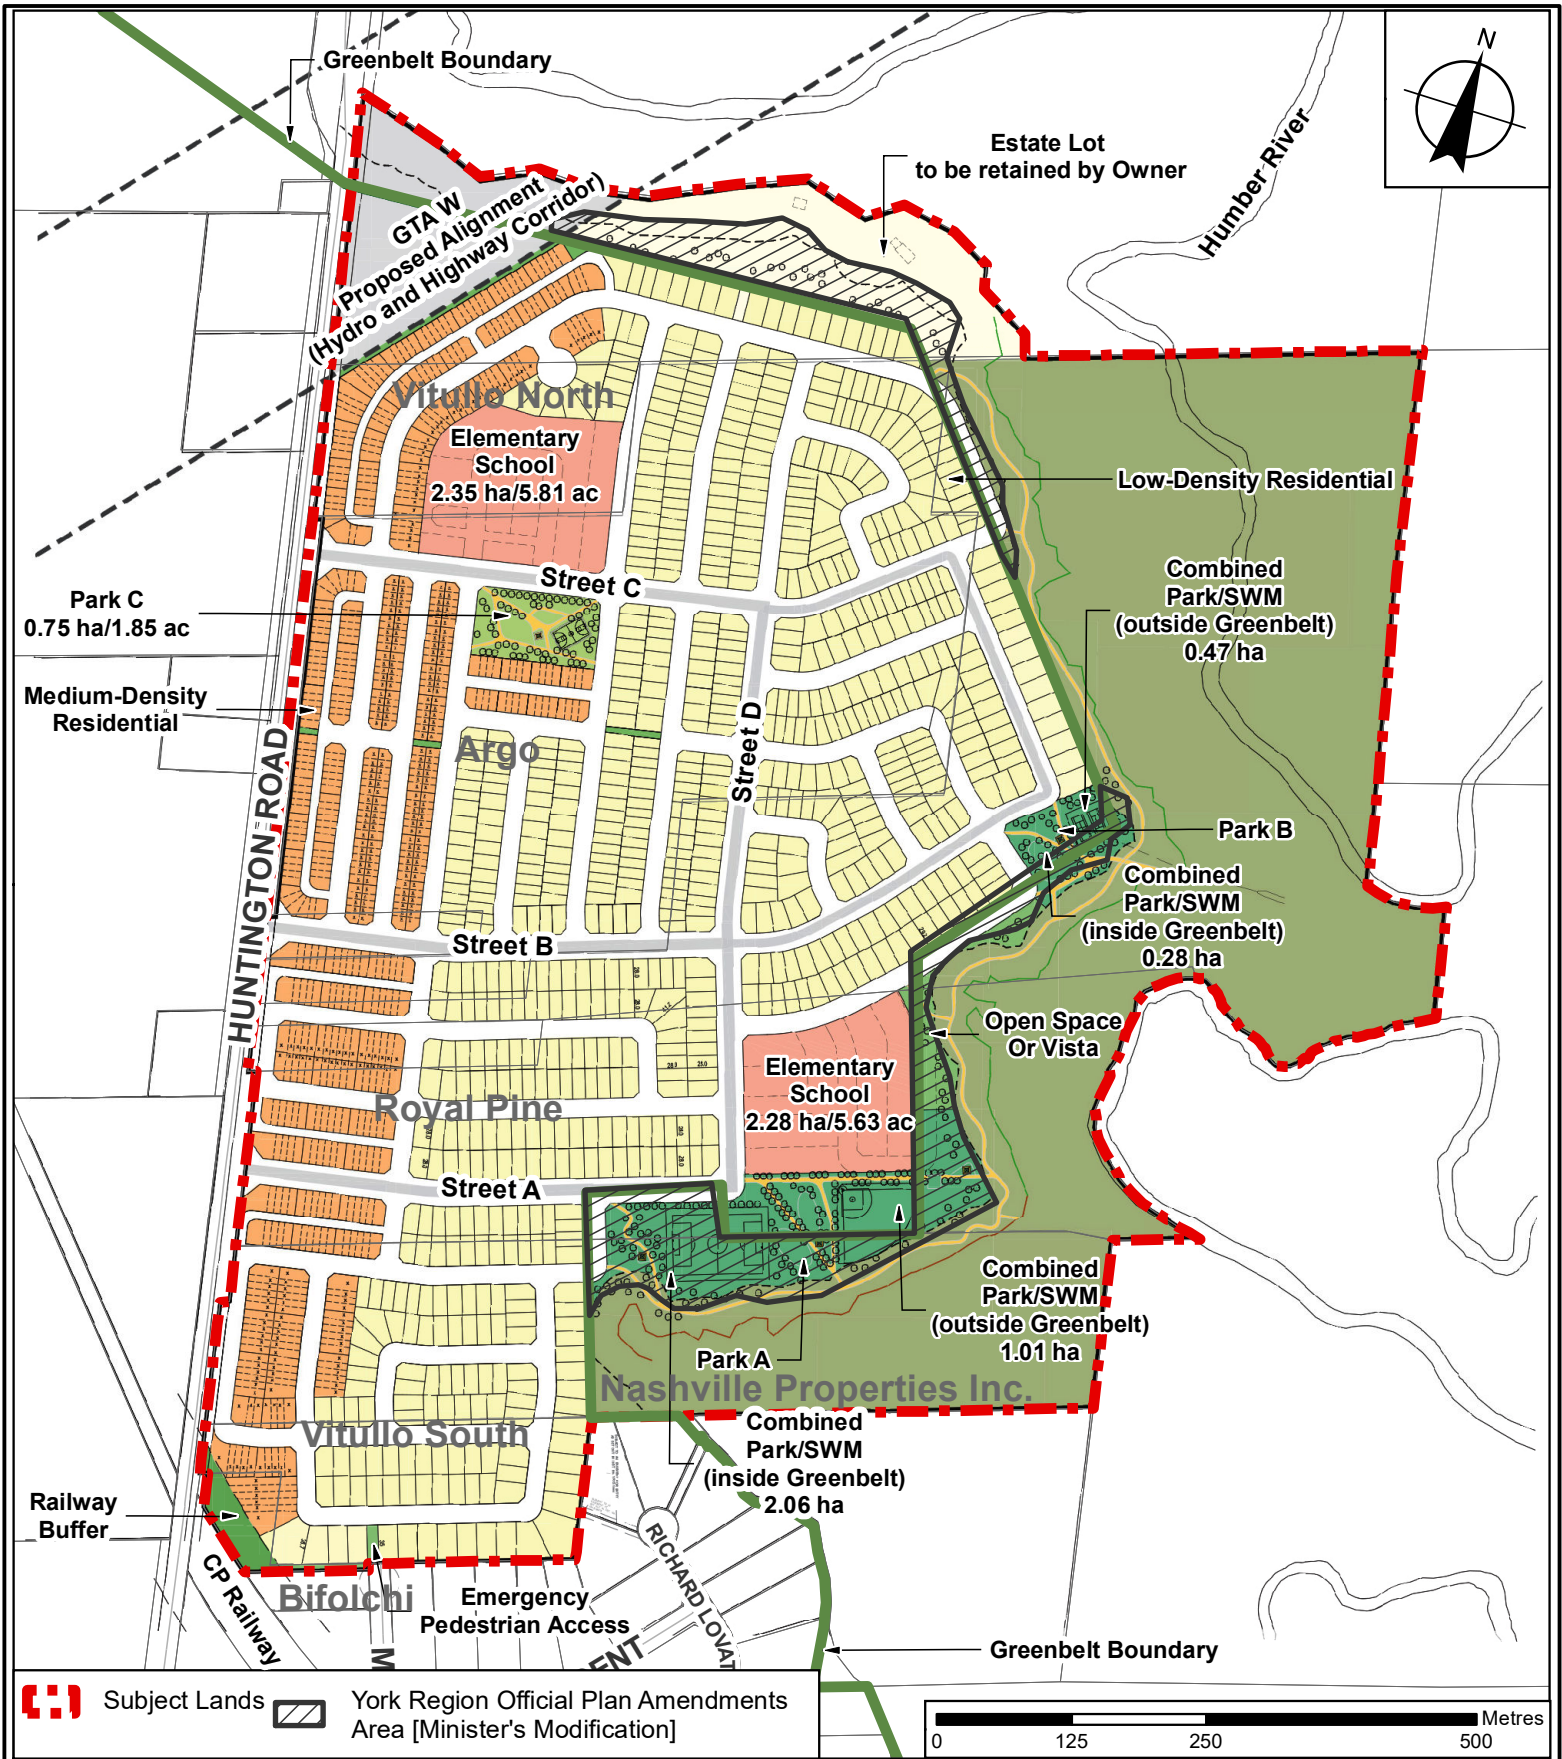 N
Greenbelt Boundary
Estate Lot
to be retained by Owner
Humber River
GTA W
Proposed Alignment
(Hydro and Highway Corridor)
Vitullo North
Elementary
School
2.35 ha/5.81 ac
Low-Density Residential
Combined
Park/SWM
(outside Greenbelt)
0.47 ha
Street C
Park C
0.75 ha/1.85 ac
Medium-Density
Residential
Argo
Street D
HUNTINGTON ROAD
Park B
Combined
Park/SWM
(inside Greenbelt)
0.28 ha
Street B
Open Space
Or Vista
Elementary
School
2.28 ha/5.63 ac
Royal Pine
Street A
Combined
Park/SWM
(outside Greenbelt)
1.01 ha
Park A
Nashville Properties Inc.
Combined
Park/SWM
(inside Greenbelt)
2.06 ha
Vitullo South
Railway
Buffer
CP Railway
Bifolchi
Emergency
Pedestrian Access
RICHARD LOVAT
M
ENT
Greenbelt Boundary
Subject Lands
York Region Official Plan Amendments
Area [Minister's Modification]
Metres
0 125 250 500